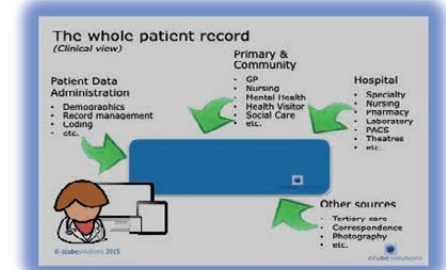 The whole patient record
(Clinical view)
Patient Data
Administration
• Demographics
• Record management
• Coding
• etc.
Primary &
Community
• GP
• Nursing
• Mental Health
• Health Visitor
• Social Care
• etc.
Hospital
• Specialty
• Nursing
• Pharmacy
• Laboratory
• PACS
• Theatres
• etc.
Other sources
• Tertiary care
• Correspondence
• Photography
• etc.
© ccubesolutions 2015
ccube solutions